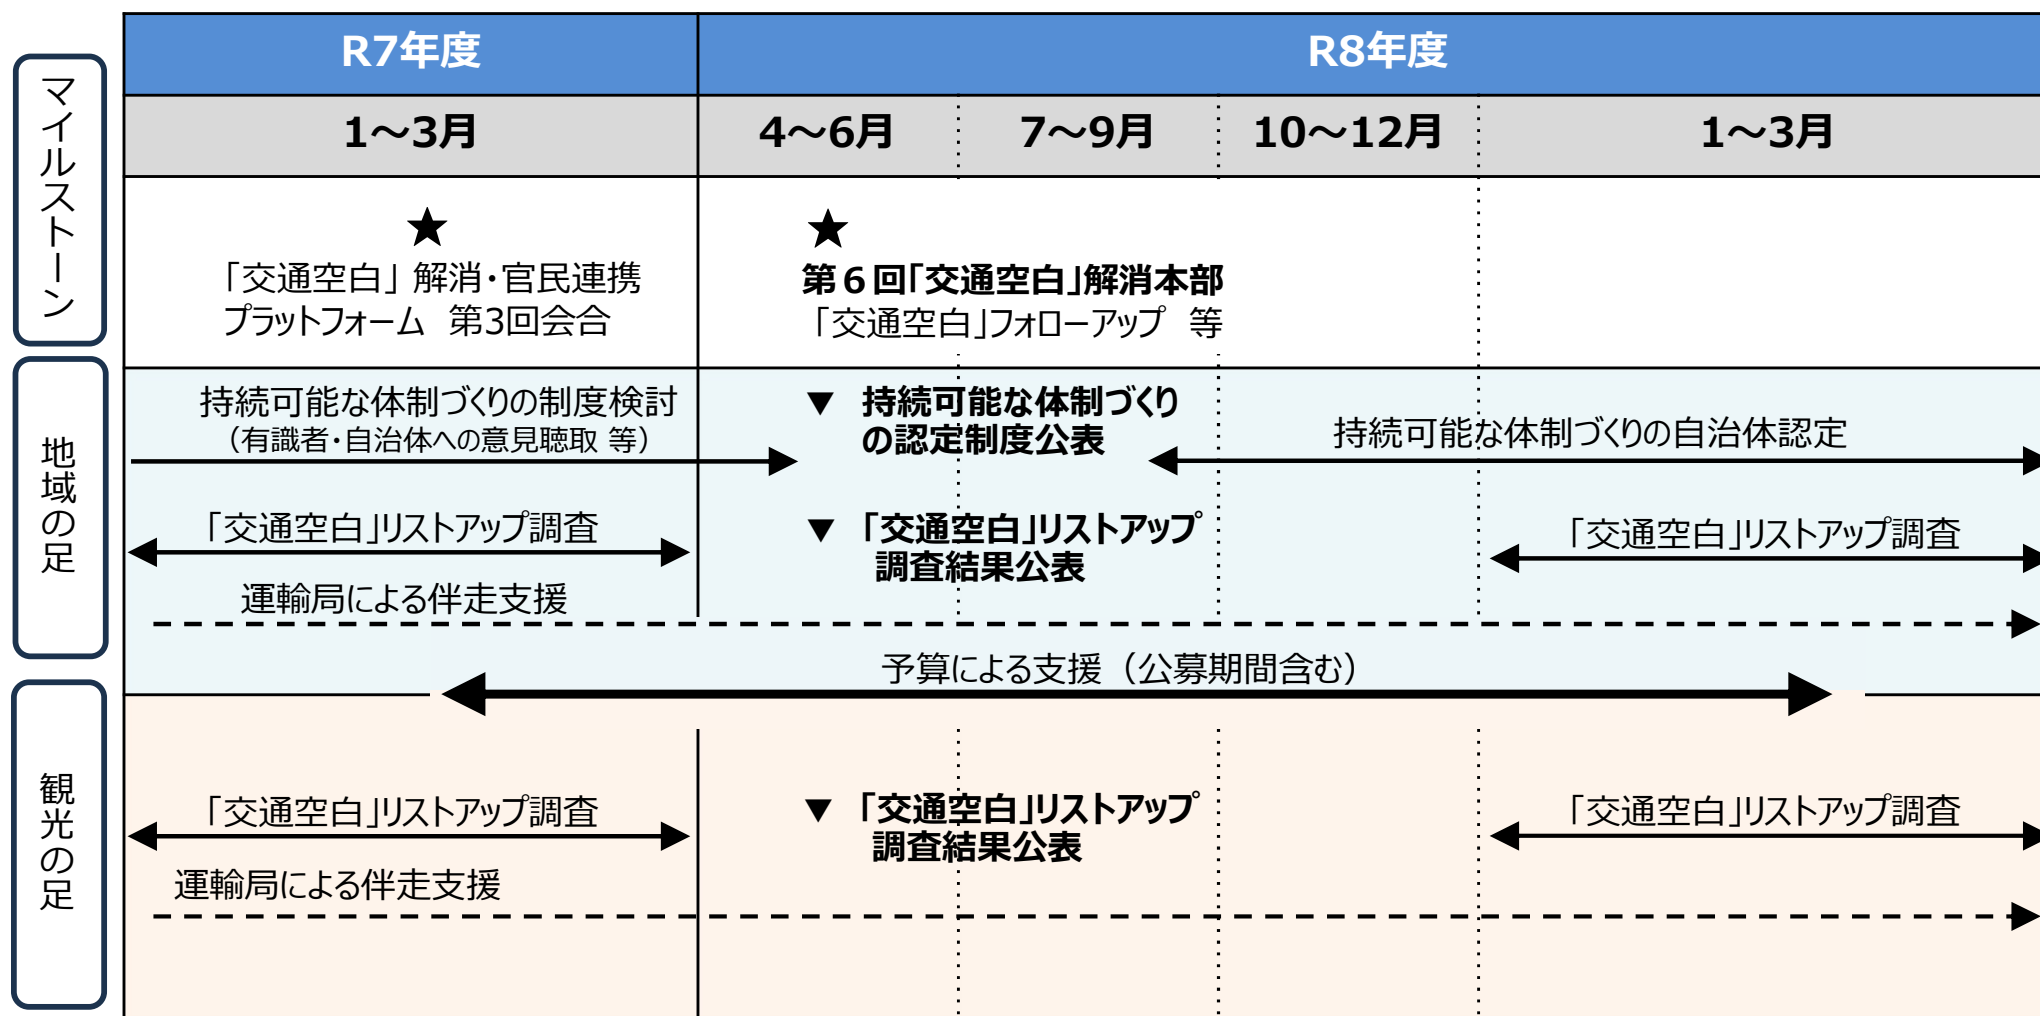 R7年度
R8年度
1～3月
4～6月
7～9月
10～12月
1～3月
マイルストーン
★
「交通空白」 解消・官民連携
プラットフォーム 第3回会合
★
第６回「交通空白」解消本部
「交通空白」フォローアップ 等
地域の足
持続可能な体制づくりの制度検討
（有識者・自治体への意見聴取 等）
▼ 持続可能な体制づくり
の認定制度公表
持続可能な体制づくりの自治体認定
「交通空白」リストアップ調査
▼ 「交通空白」リストアップ
調査結果公表
「交通空白」リストアップ調査
運輸局による伴走支援
予算による支援（公募期間含む）
観光の足
「交通空白」リストアップ調査
▼ 「交通空白」リストアップ
調査結果公表
「交通空白」リストアップ調査
運輸局による伴走支援